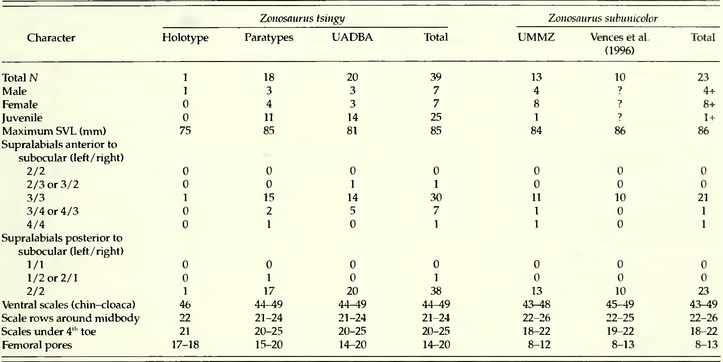 Zonosaurus tsingy Zonosaurus subunicolor
Character Holotype Paratypes UADBA Total UMMZ Vences et al. (1996) Total
Total N 1 18 20 39 13 10 23
Male 1 3 3 7 4 ? 4+
Female 0 4 3 7 8 ? 8+
Juvenile 0 11 14 25 1 ? 1+
Maximum SVL (mm) 75 85 81 85 84 86 86
Supralabials anterior to
subocular (left/right)
2/2 0 0 0 0 0 0 0
2/3 or 3/2 0 0 1 1 0 0 0
3/3 1 15 14 30 11 10 21
3/4 or 4/3 0 2 5 7 1 0 1
4/4 0 1 0 1 1 0 1
Supralabials posterior to
subocular (left/right)
1/1 0 0 0 0 0 0 0
1/2 or 2/1 0 1 0 1 0 0 0
2/2 1 17 20 38 13 10 23
Ventral scales (chin–cloaca) 46 44–49 44–49 44–49 43–48 45–49 43–49
Scale rows around midbody 22 21–24 21–24 21–24 22–26 22–25 22–26
Scales under 4th toe 21 20–25 20–25 20–25 18–22 19–22 18–22
Femoral pores 17–18 15–20 14–20 14–20 8–12 8–13 8–13